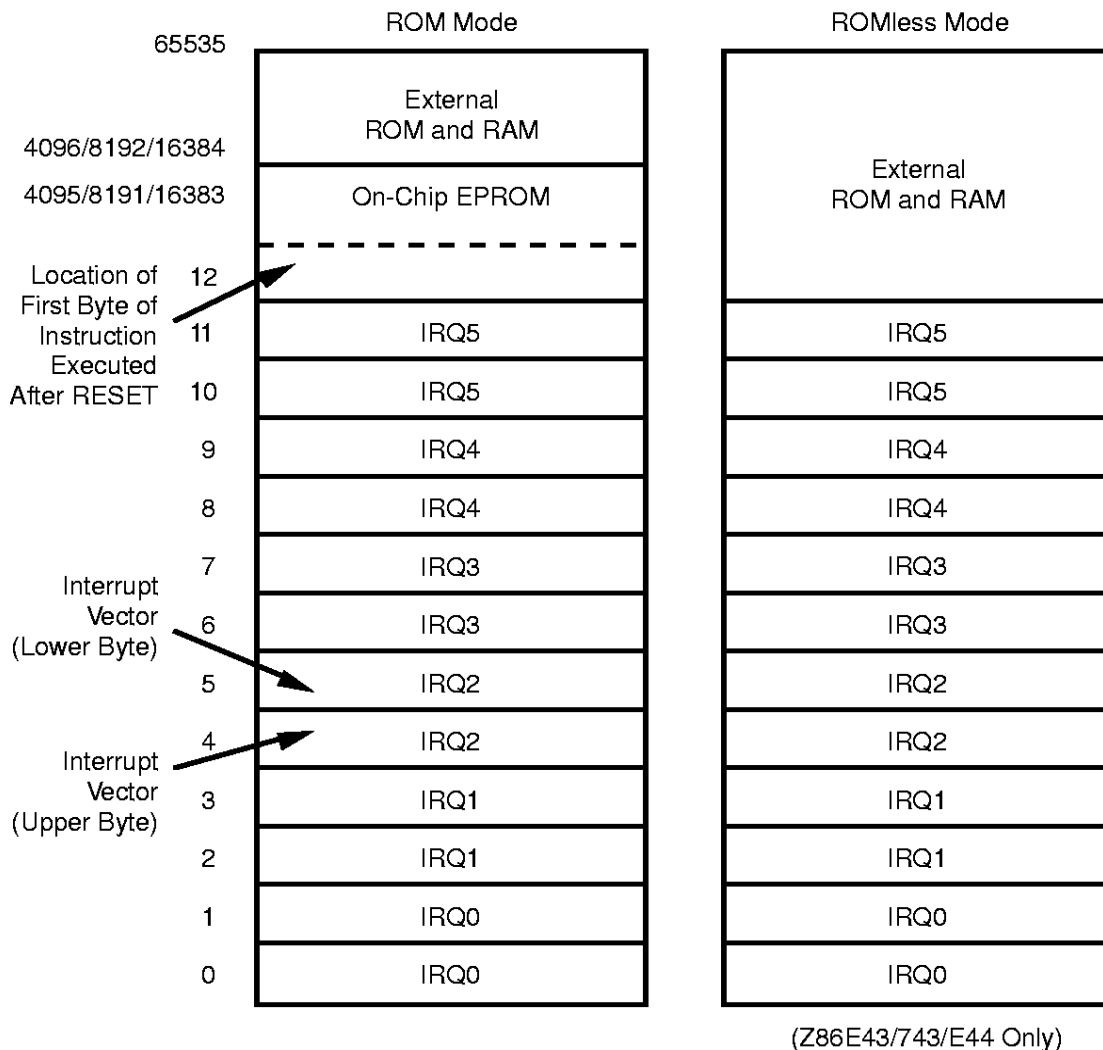 ROM Mode
ROMless Mode
65535
External
ROM and RAM
4096/8192/16384
4095/8191/16383
On-Chip EPROM
External
ROM and RAM
Location of
First Byte of
Instruction
Executed
After RESET
12
11
IRQ5
IRQ5
10
IRQ5
IRQ5
9
IRQ4
IRQ4
8
IRQ4
IRQ4
7
IRQ3
IRQ3
Interrupt
Vector
(Lower Byte)
6
IRQ3
IRQ3
5
IRQ2
IRQ2
4
IRQ2
IRQ2
Interrupt
Vector
(Upper Byte)
3
IRQ1
IRQ1
2
IRQ1
IRQ1
1
IRQ0
IRQ0
0
IRQ0
IRQ0
(Z86E43/743/E44 Only)